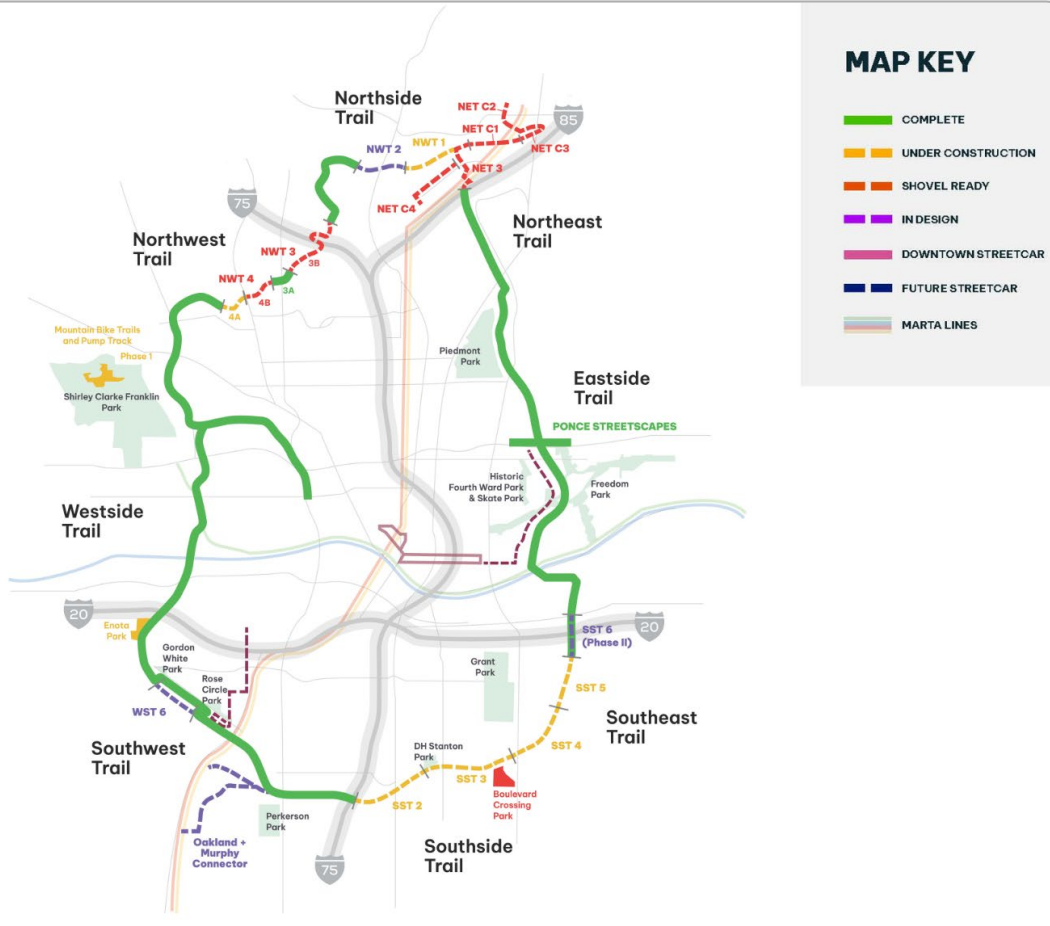 MAP KEY
COMPLETE
UNDER CONSTRUCTION
SHOVEL READY
IN DESIGN
DOWNTOWN STREETCAR
FUTURE STREETCAR
MARTA LINES
Northside
Trail
NET C2
NET C1
85
NWT 1
NWT 2
NET C3
NET 3
NET C4
75
Northeast
Trail
Northwest
Trail
NWT 3
3B
NWT 4
3A
4B
4A
Mountain Bike Trails
and Pump Track
Phase 1
Shirley Clarke Franklin
Park
Piedmont
Park
Eastside
Trail
PONCE STREETSCAPES
Historic
Fourth Ward Park
& Skate Park
Freedom
Park
Westside
Trail
20
Enota
Park
Gordon
White
Park
Rose
Circle
Park
WST 6
20
SST 6
(Phase II)
Grant
Park
SST 5
Southeast
Trail
SST 4
Southwest
Trail
DH Stanton
Park
SST 3
SST 2
Boulevard
Crossing
Park
Perkerson
Park
Oakland +
Murphy
Connector
Southside
Trail
75